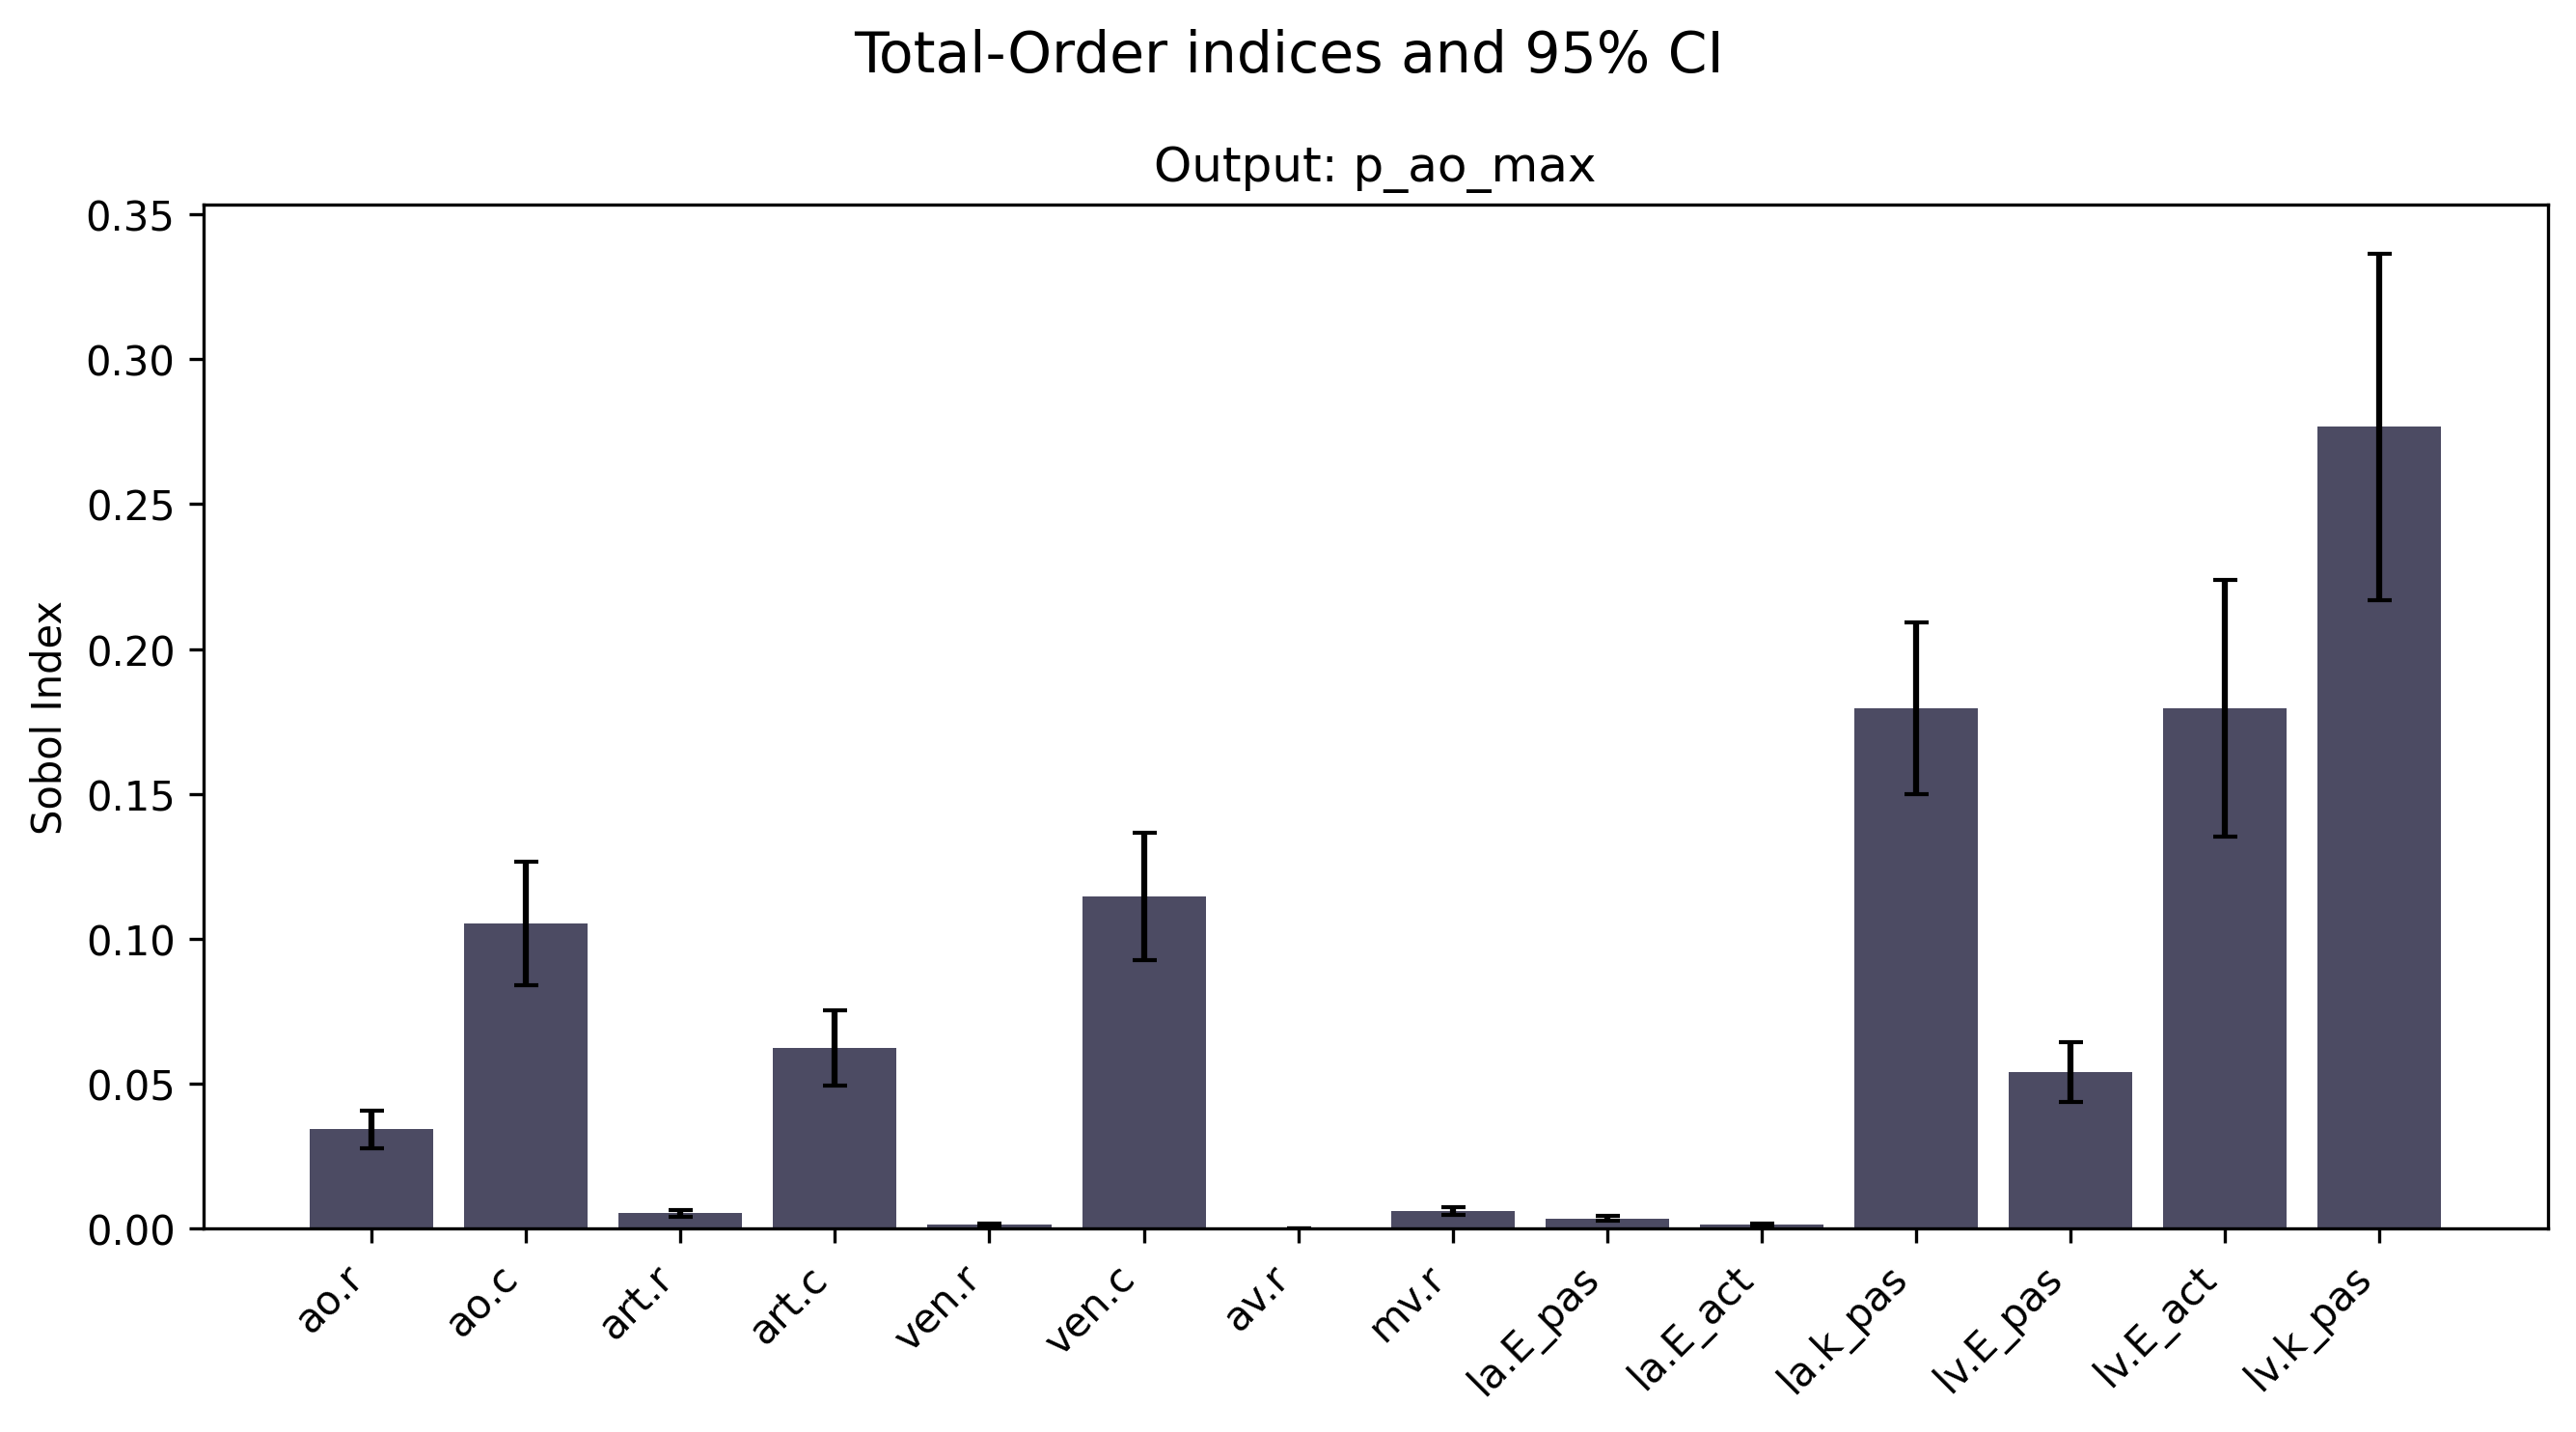 Total-Order indices and 95% CI
Output: p_ao_max
0.35
0.30
0.25
0.20
0.15
0.10
0.05
0.00
Sobol Index
ao.r
ao.c
art.r
art.c
ven.r
ven.c
av.r
mv.r
la.E_pas
la.E_act
la.k_pas
lv.E_pas
lv.E_act
lv.k_pas